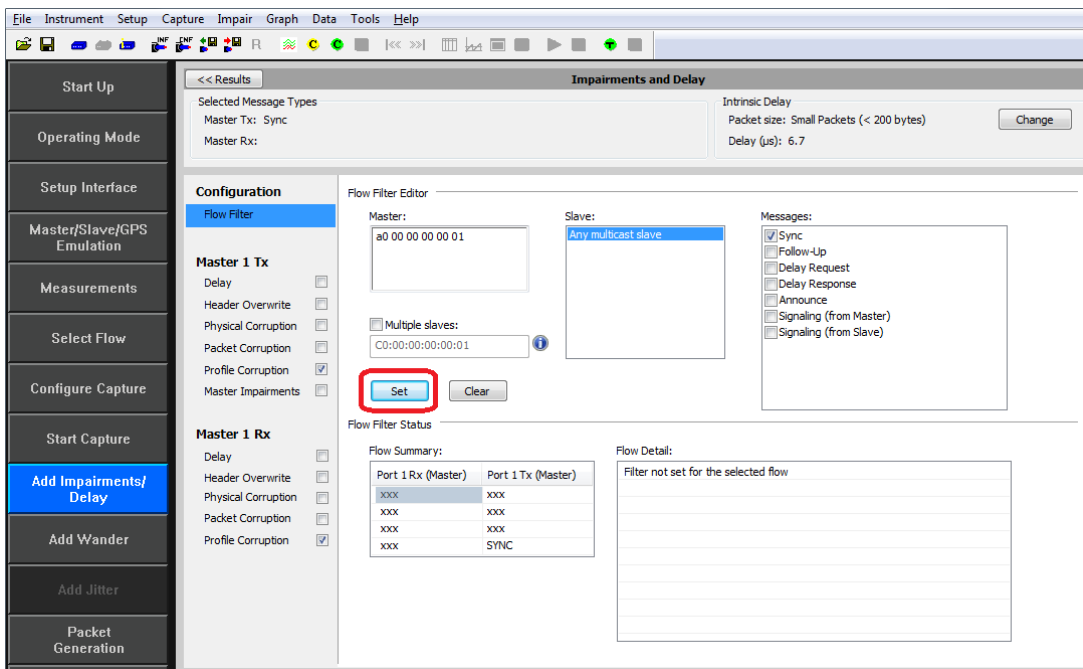 File Instrument Setup Capture Impair Graph Data Tools Help
INF CNF R C C T
Start Up
Operating Mode
Setup Interface
Master/Slave/GPS
Emulation
Measurements
Select Flow
Configure Capture
Start Capture
Add Impairments/
Delay
Add Wander
Add Jitter
Packet
Generation
<< Results
Impairments and Delay
Selected Message Types
Master Tx: Sync
Master Rx:
Intrinsic Delay
Packet size: Small Packets (< 200 bytes)
Delay (µs): 6.7
Change
Configuration
Flow Filter
Master 1 Tx
Delay
Header Overwrite
Physical Corruption
Packet Corruption
Profile Corruption
Master Impairments
Master 1 Rx
Delay
Header Overwrite
Physical Corruption
Packet Corruption
Profile Corruption
Flow Filter Editor
Master:
a0 00 00 00 00 01
Multiple slaves:
C0:00:00:00:00:01
Set
Clear
Slave:
Any multicast slave
Messages:
Sync
Follow-Up
Delay Request
Delay Response
Announce
Signaling (from Master)
Signaling (from Slave)
Flow Filter Status
Flow Summary:
Port 1 Rx (Master) Port 1 Tx (Master)
xxx xxx
xxx xxx
xxx xxx
xxx SYNC
Flow Detail:
Filter not set for the selected flow